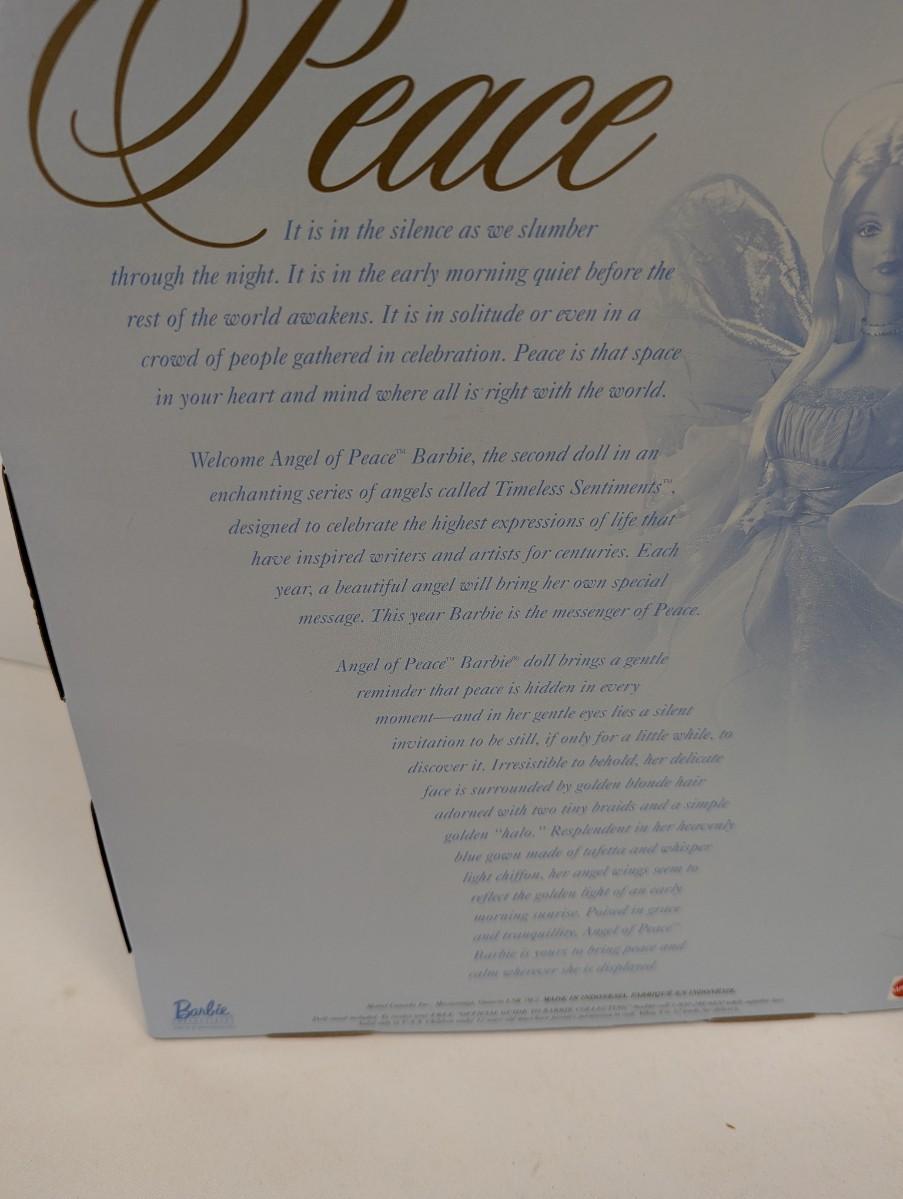 Peace
It is in the silence as we slumber
through the night. It is in the early morning quiet before the
rest of the world awakens. It is in solitude or even in a
crowd of people gathered in celebration. Peace is that space
in your heart and mind where all is right with the world.
Welcome Angel of Peace™ Barbie, the second doll in an
enchanting series of angels called Timeless Sentiments™,
designed to celebrate the highest expressions of life that
have inspired writers and artists for centuries. Each
year, a beautiful angel will bring her own special
message. This year Barbie is the messenger of Peace.
Angel of Peace™ Barbie® doll brings a gentle
reminder that peace is hidden in every
moment—and in her gentle eyes lies a silent
invitation to be still, if only for a little while, to
discover it. Irresistible to behold, her delicate
face is surrounded by golden blonde hair
adorned with two tiny braids and a simple
golden "halo." Resplendent in her heavenly
blue gown made of tafetta and whisper
light chiffon, her angel wings seem to
reflect the golden light of an early
morning sunrise. Poised in grace
and tranquillity, Angel of Peace™
Barbie is yours to bring peace and
calm wherever she is displayed.
Barbie
MADE IN INDONESIA. FABRIQUÉ EN INDONESIE.